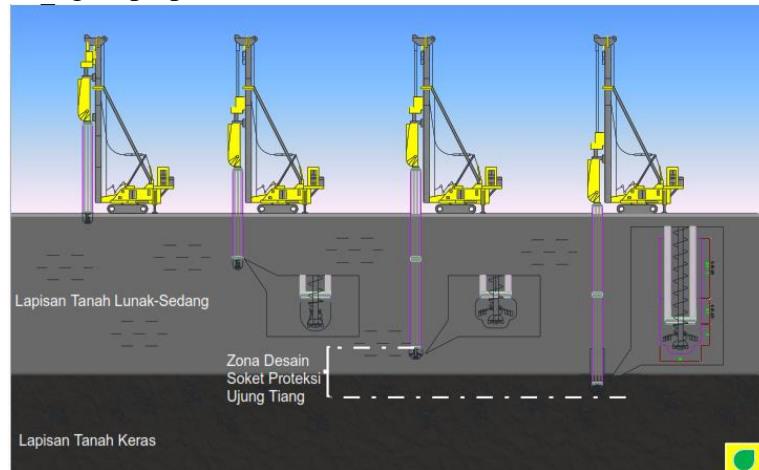 Lapisan Tanah Lunak-Sedang
Zona Desain
Soket Proteksi
Ujung Tiang
Lapisan Tanah Keras